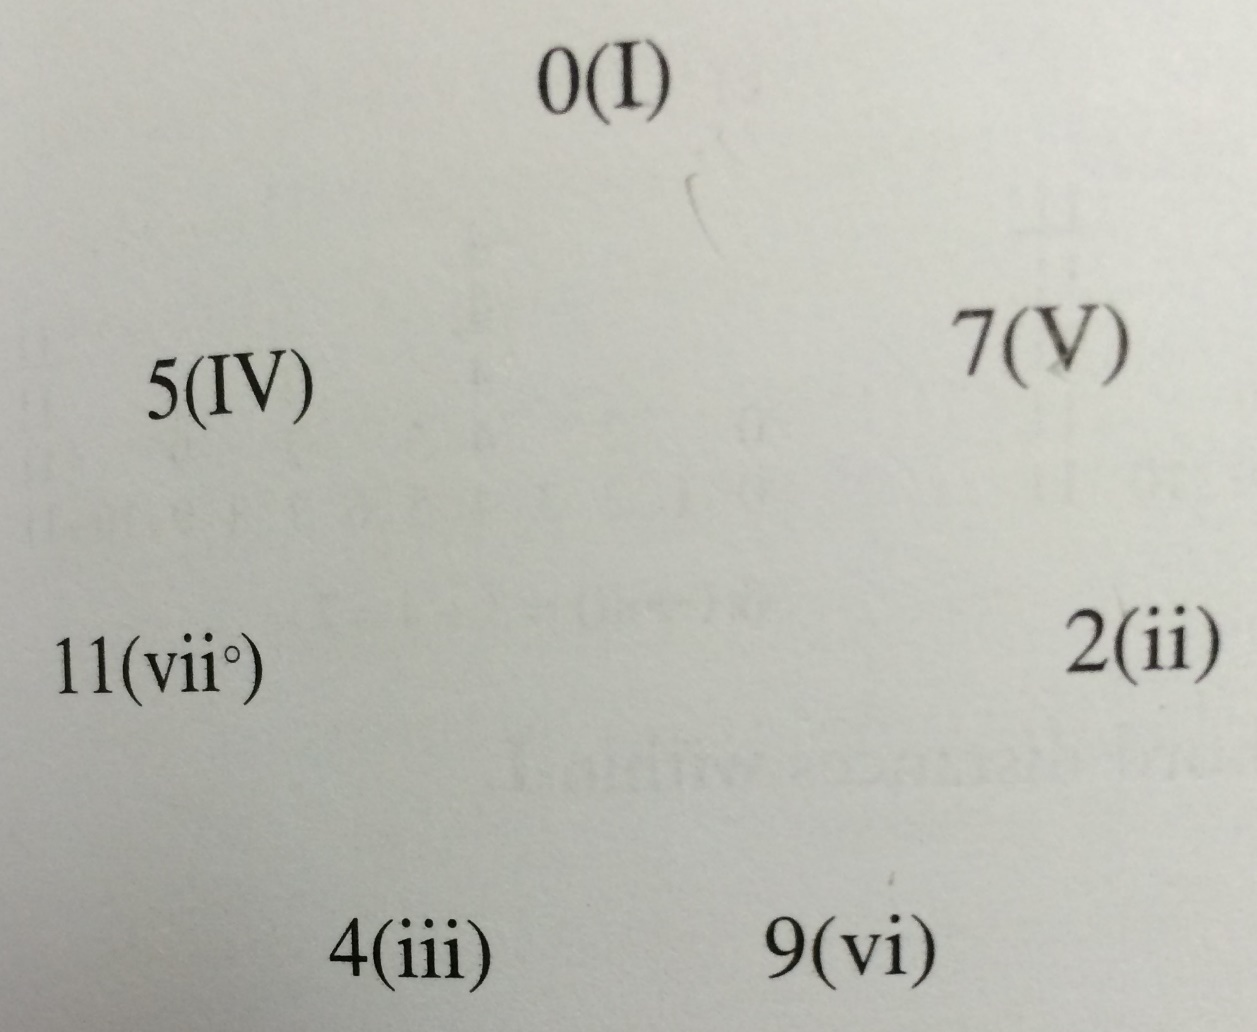 0(I)
5(IV) 7(V)
11(vii°) 2(ii)
4(iii) 9(vi)